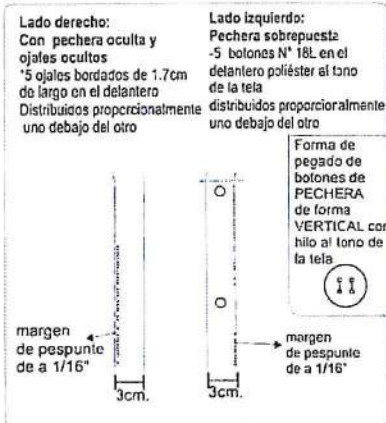 Lado derecho:
Con pechera oculta y
ojales ocultos
*5 ojales bordados de 1.7cm
de largo en el delantero
Distribuidos proporcionalmente
uno debajo del otro
Lado izquierdo:
Pechera sobrepuesta
-5 botones N° 18L en el
delantero poliéster al tono
de la tela
distribuidos proporcionalmente
uno debajo del otro
Forma de
pegado de
botones de
PECHERA
de forma
VERTICAL con
hilo al tono de
la tela
margen
de pespunte
de a 1/16"
3cm.
margen
de pespunte
de a 1/16"
3cm.